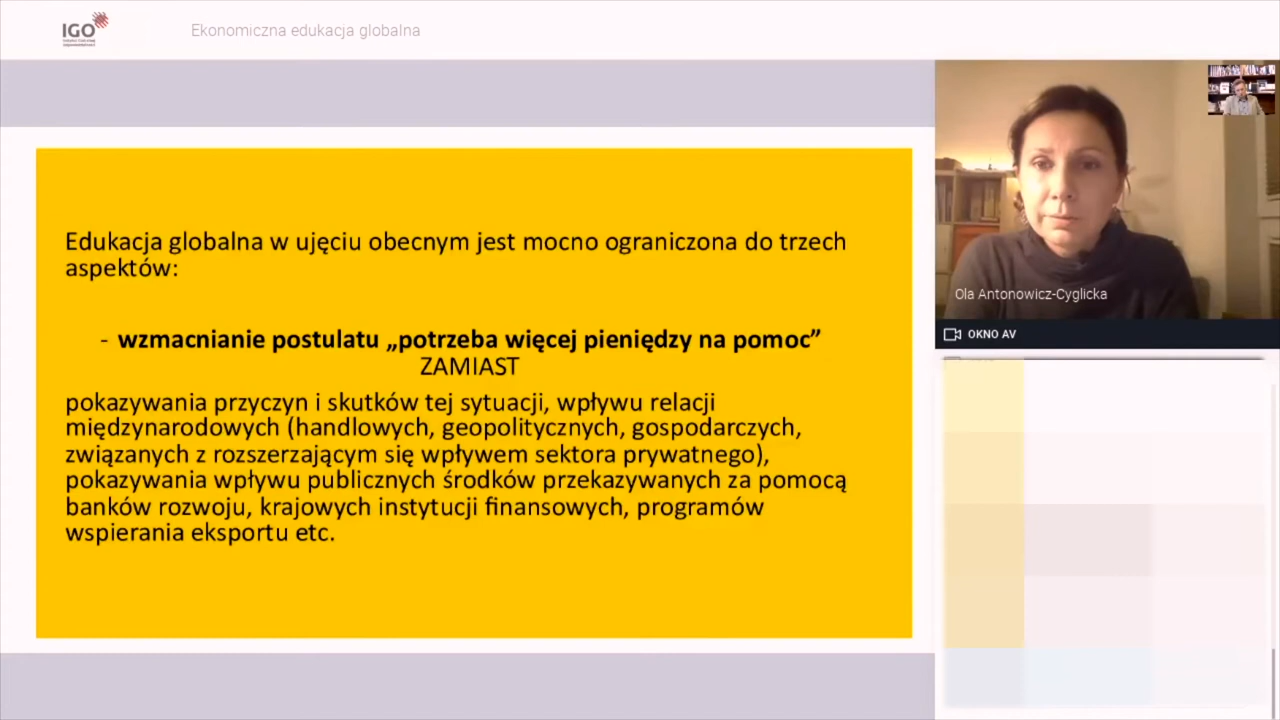 IGO
Ekonomiczna edukacja globalna
Edukacja globalna w ujęciu obecnym jest mocno ograniczona do trzech
aspektów:
- wzmacnianie postulatu „potrzeba więcej pieniędzy na pomoc”
ZAMIAST
pokazywania przyczyn i skutków tej sytuacji, wpływu relacji
międzynarodowych (handlowych, geopolitycznych, gospodarczych,
związanych z rozszerzającym się wpływem sektora prywatnego),
pokazywania wpływu publicznych środków przekazywanych za pomocą
banków rozwoju, krajowych instytucji finansowych, programów
wspierania eksportu etc.
Ola Antonowicz-Cyglicka
OKNO AV